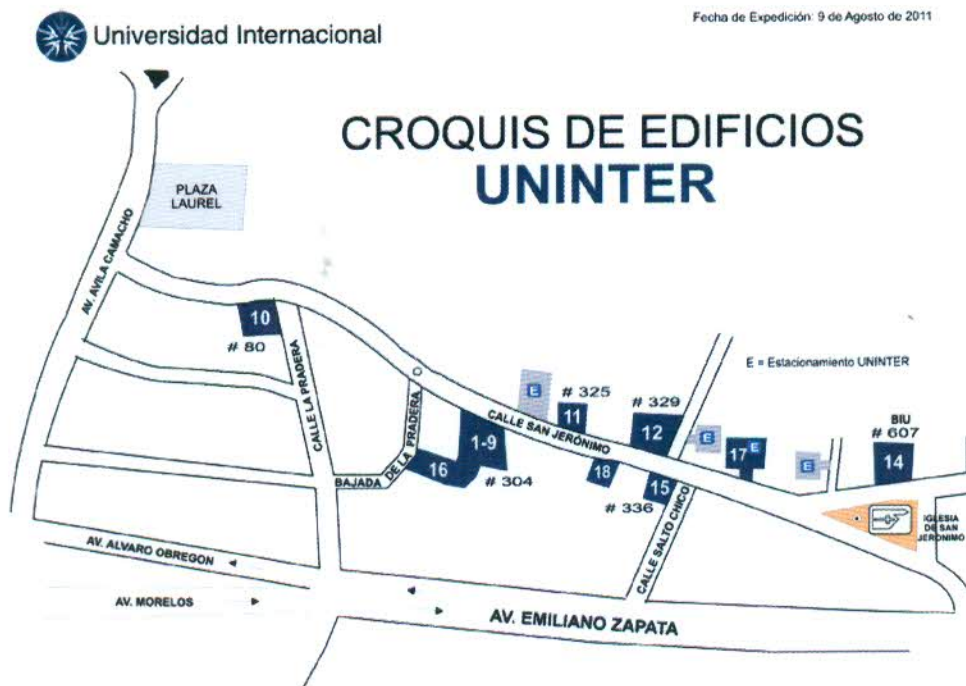 Universidad Internacional
Fecha de Expedición: 9 de Agosto de 2011
CROQUIS DE EDIFICIOS
UNINTER
PLAZA
LAUREL
AV. AVILA CAMACHO
10
# 80
CALLE LA PRADERA
BAJADA DE LA PRADERA
16
1-9
# 304
CALLE SAN JERÓNIMO
E
# 325
11
# 329
12
18
15
# 336
CALLE SALTO CHICO
E = Estacionamiento UNINTER
E
17
E
E
BIU
# 607
14
IGLESIA
DE SAN
JERONIMO
AV. ALVARO OBREGON
AV. MORELOS
AV. EMILIANO ZAPATA